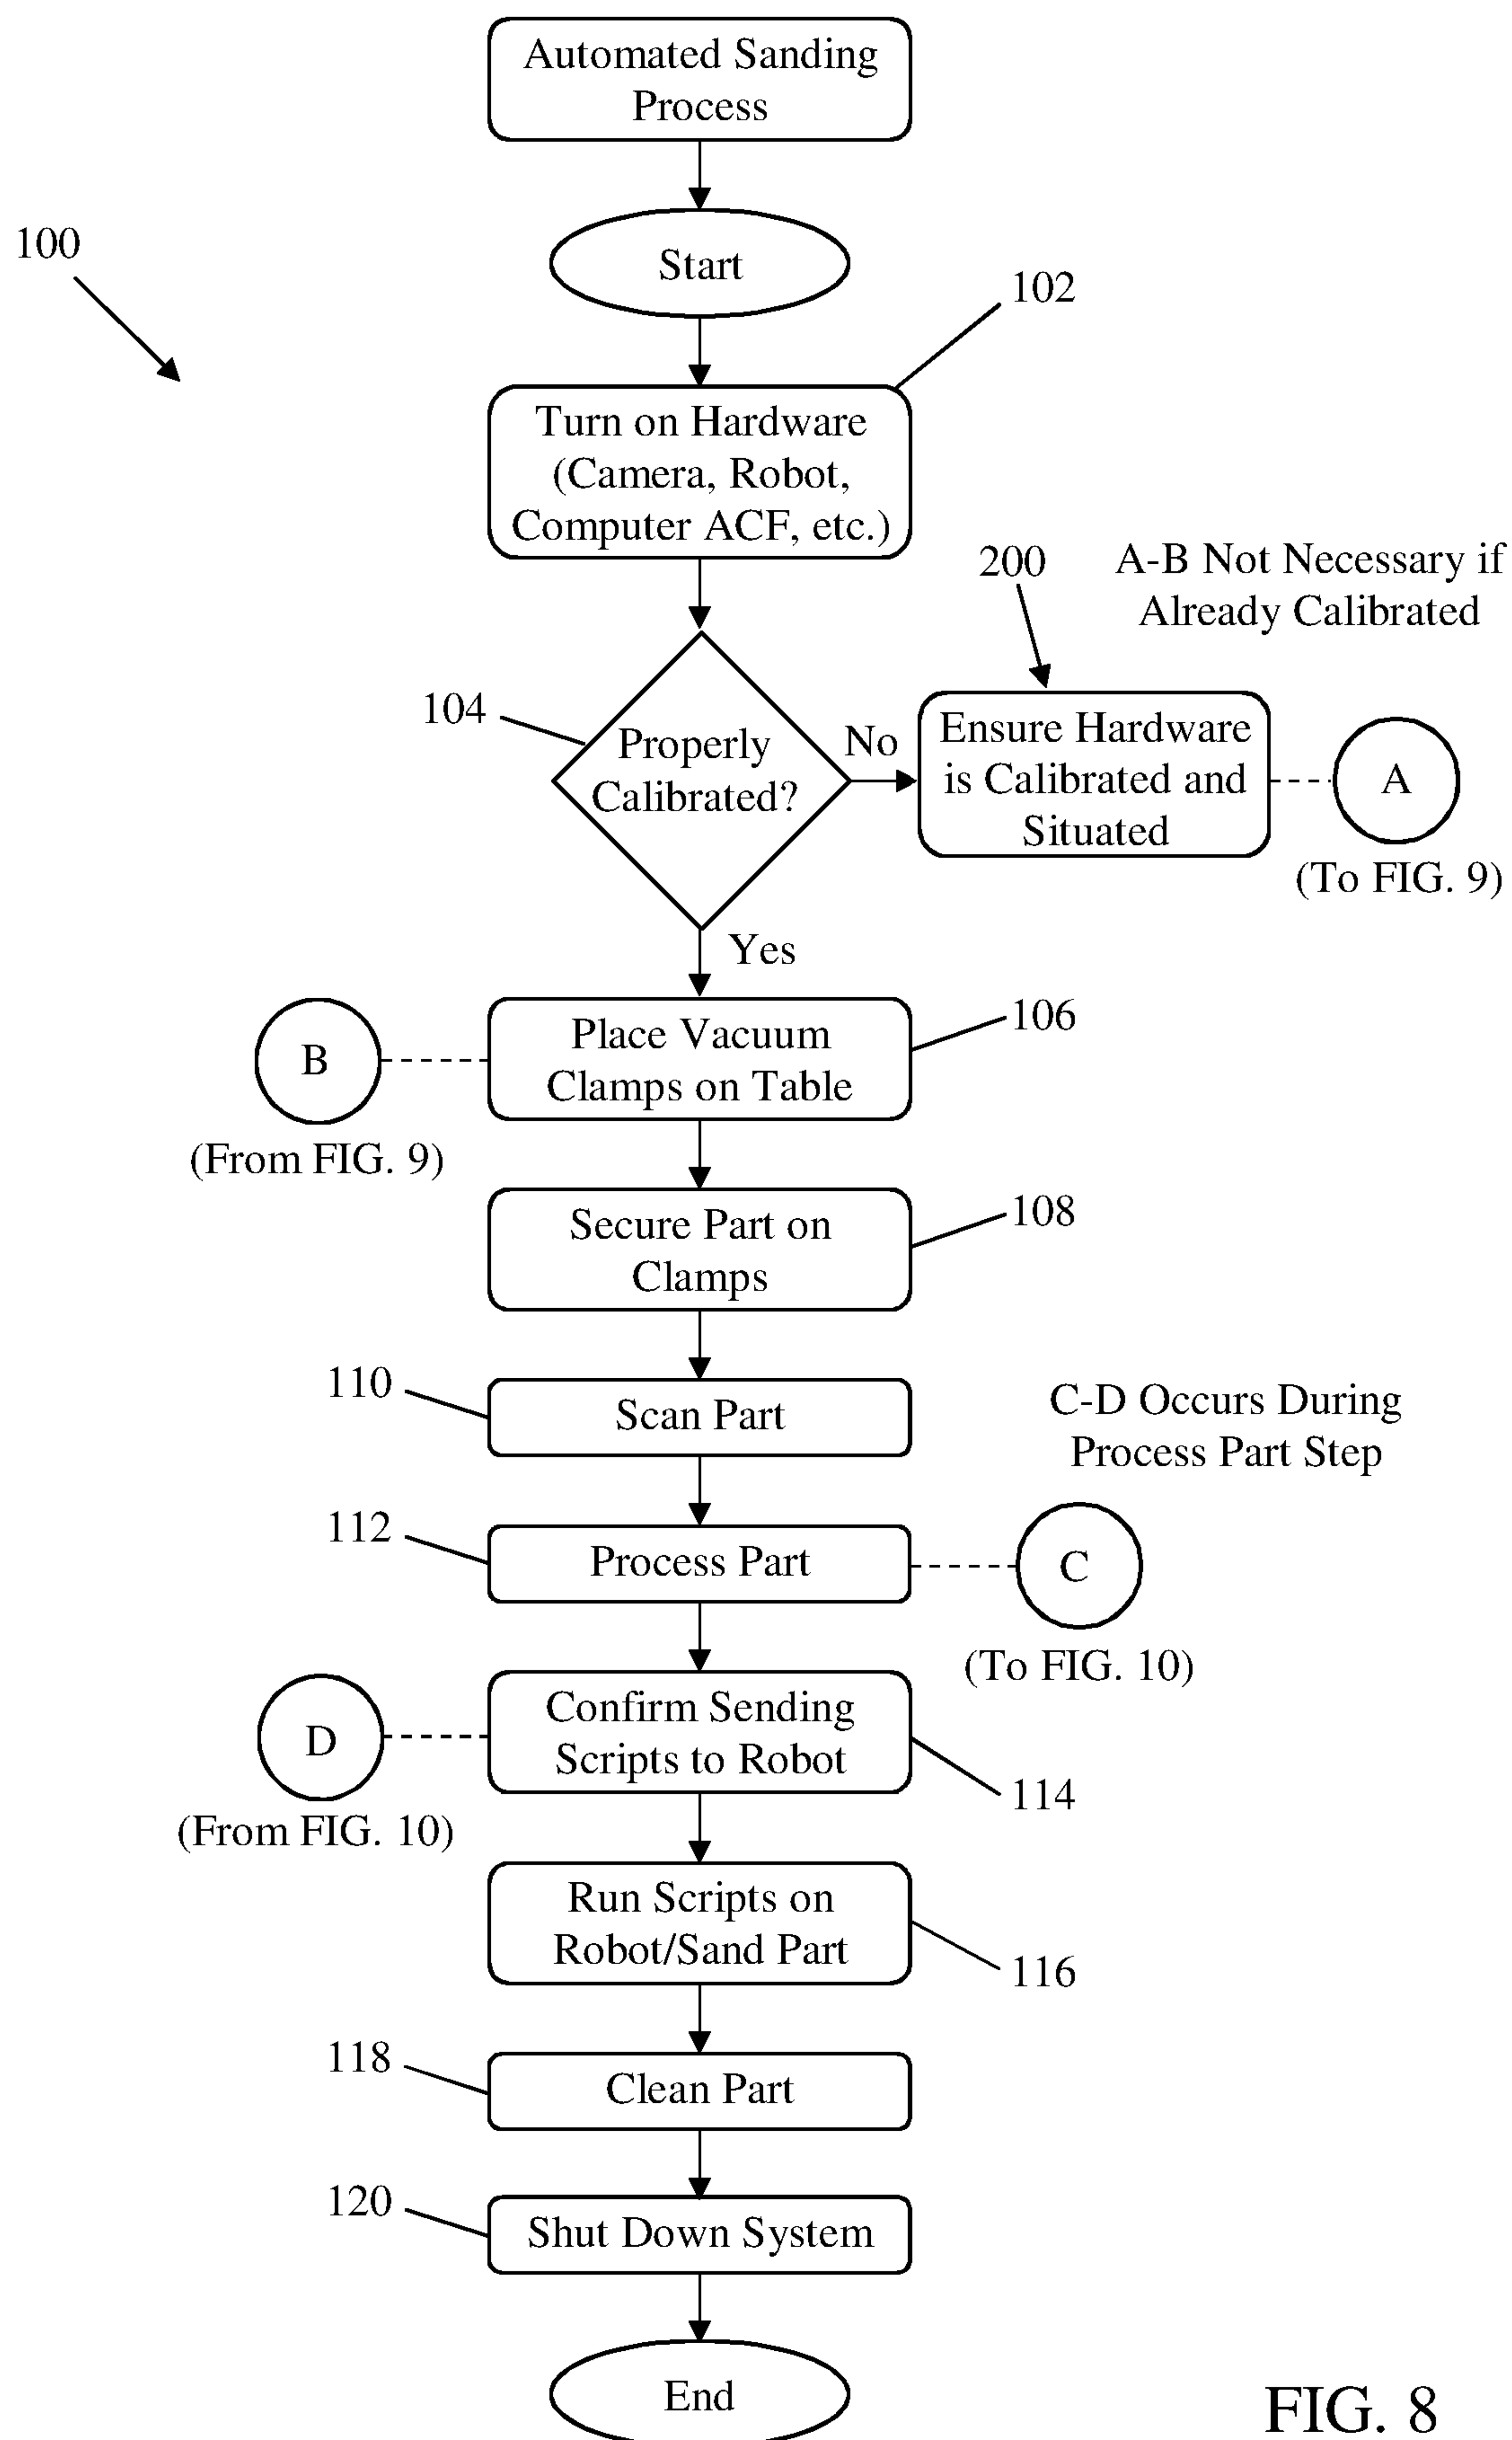 Automated Sanding
Process
100
Start
102
Turn on Hardware
(Camera, Robot,
Computer ACF, etc.)
200
A-B Not Necessary if
Already Calibrated
104
Properly
Calibrated?
No
Ensure Hardware
is Calibrated and
Situated
A
(To FIG. 9)
Yes
B
(From FIG. 9)
Place Vacuum
Clamps on Table
106
Secure Part on
Clamps
108
110
Scan Part
C-D Occurs During
Process Part Step
112
Process Part
C
(To FIG. 10)
D
(From FIG. 10)
Confirm Sending
Scripts to Robot
114
Run Scripts on
Robot/Sand Part
116
118
Clean Part
120
Shut Down System
End
FIG. 8